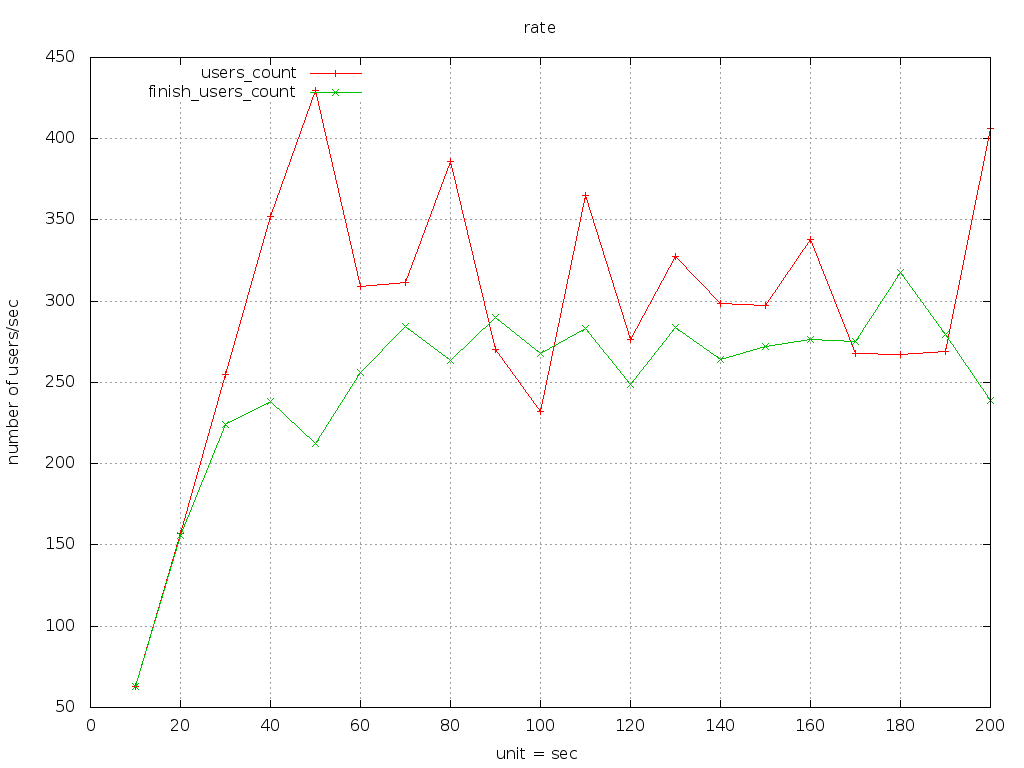 rate
users_count
finish_users_count
450
400
350
300
250
200
150
100
50
number of users/sec
0 20 40 60 80 100 120 140 160 180 200
unit = sec